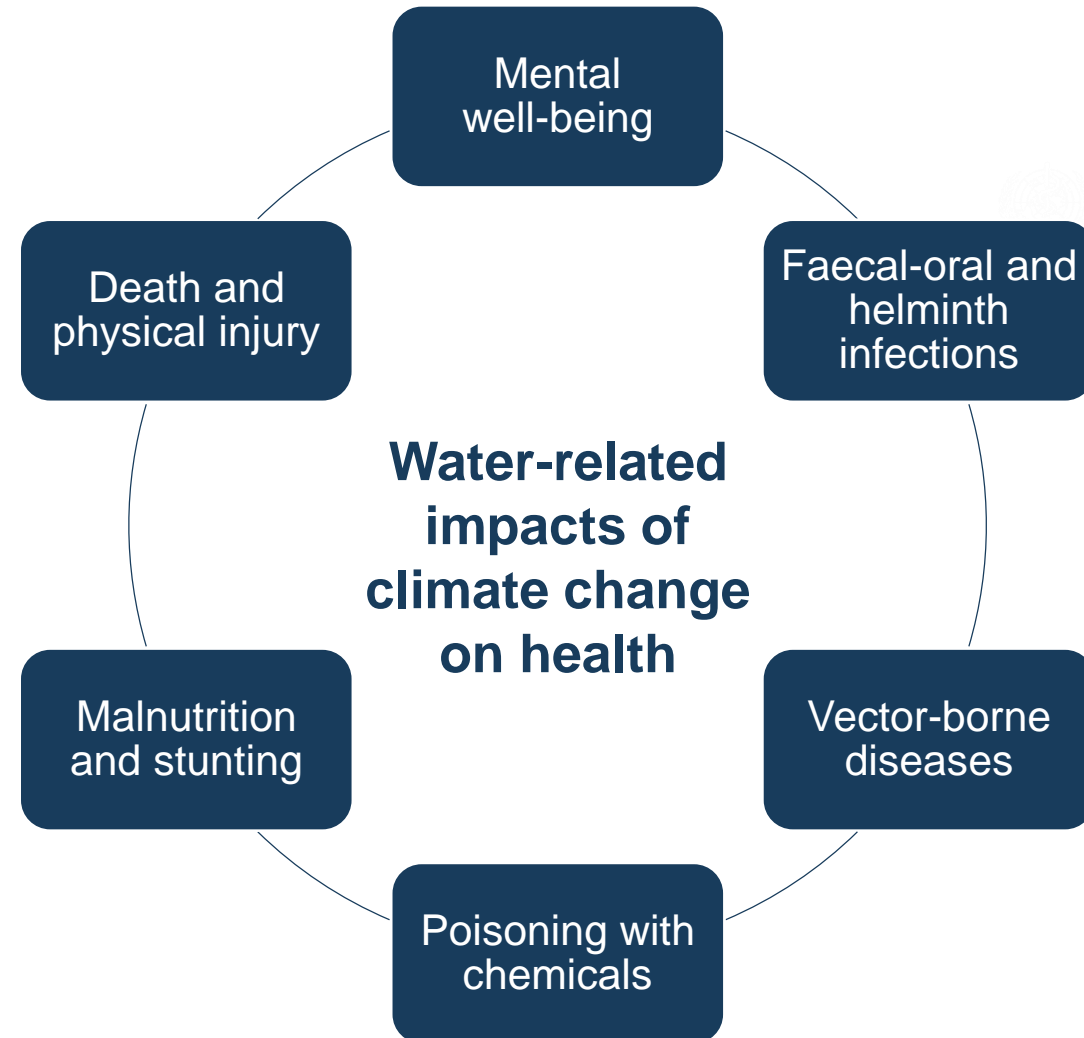 Mental
well-being
Faecal-oral and
helminth
infections
Death and
physical injury
Water-related
impacts of
climate change
on health
Vector-borne
diseases
Malnutrition
and stunting
Poisoning with
chemicals